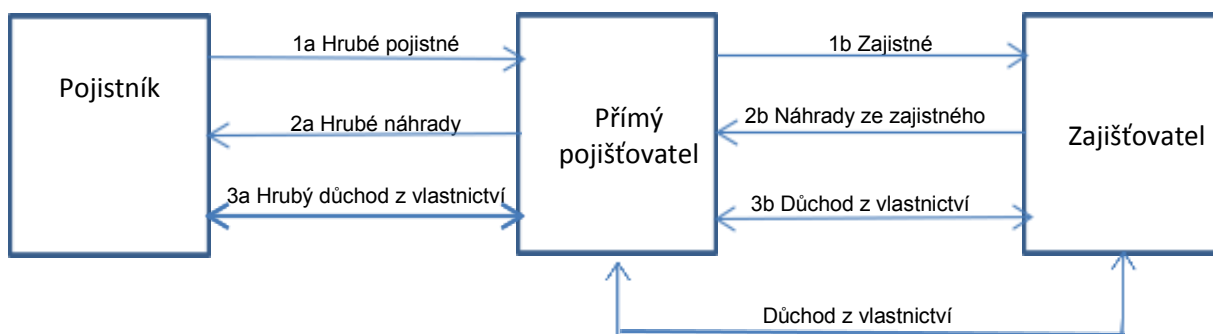 Pojistník
1a Hrubé pojistné
2a Hrubé náhrady
3a Hrubý důchod z vlastnictví
Přímý
pojišťovatel
1b Zajistné
2b Náhrady ze zajistného
3b Důchod z vlastnictví
Zajišťovatel
Důchod z vlastnictví